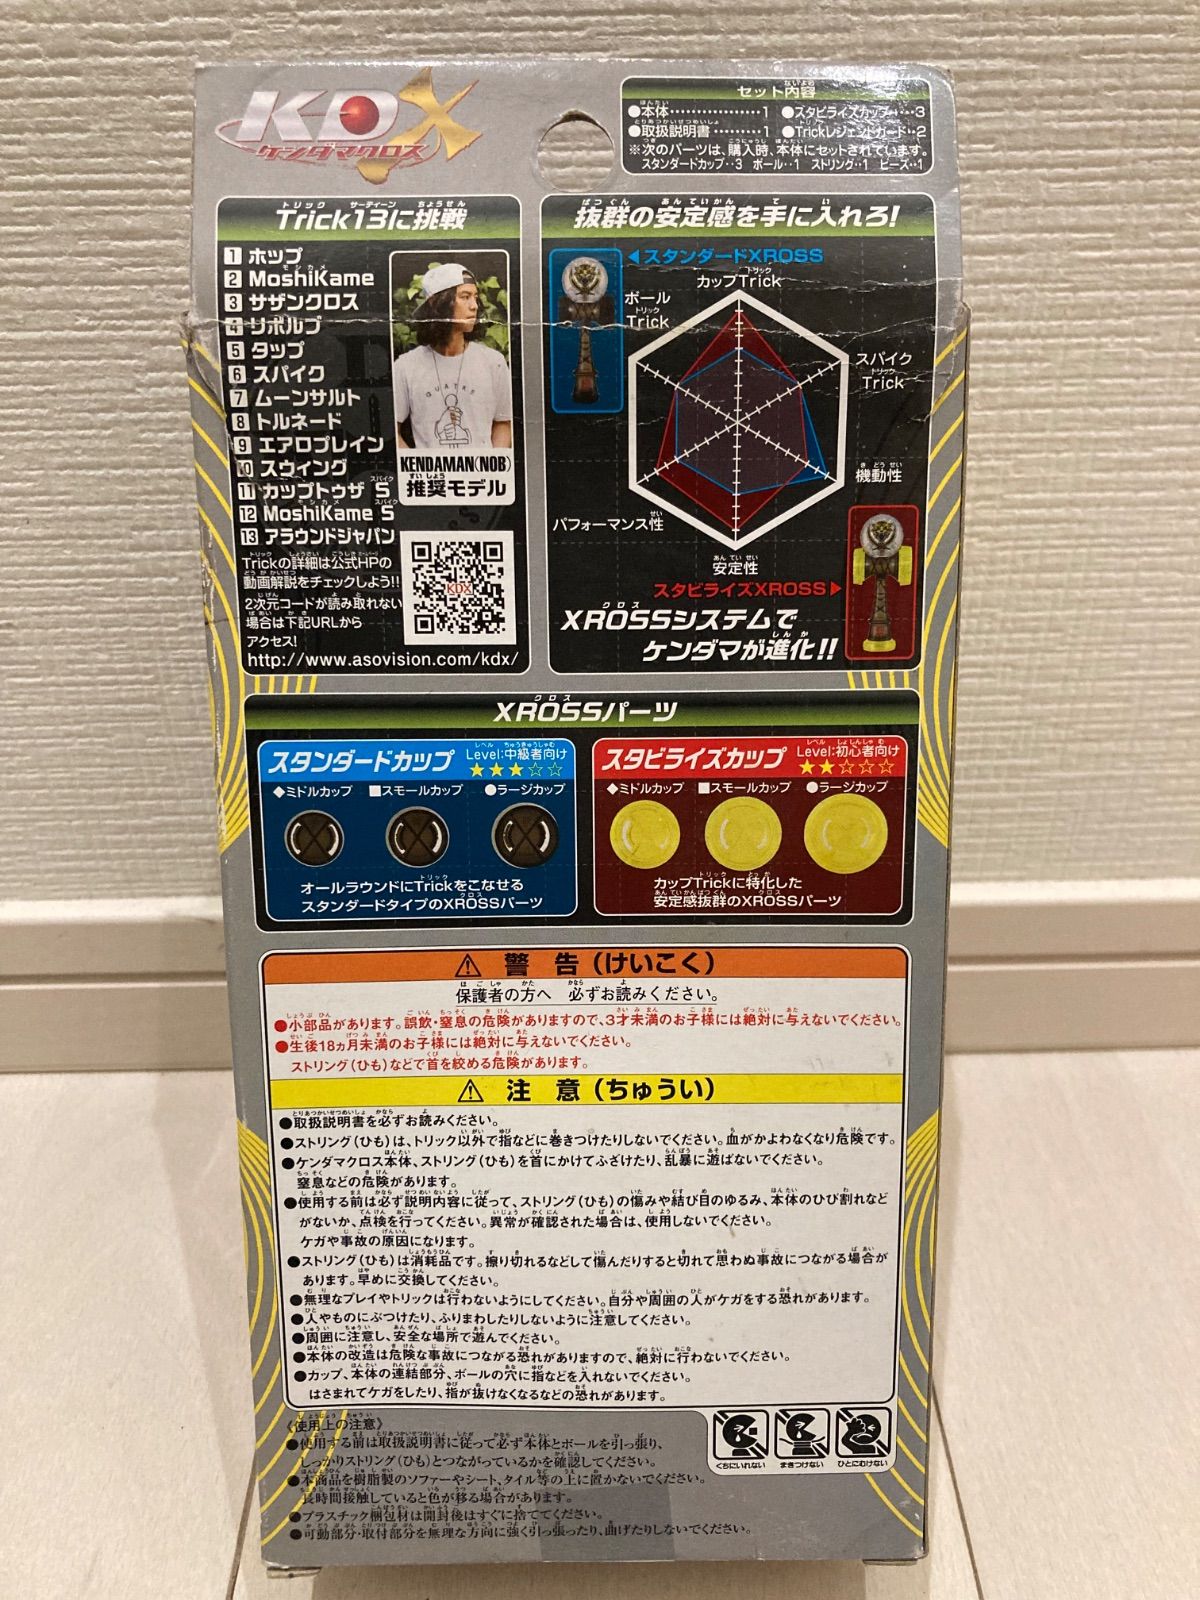 KDX
ケンダマクロス
セット内容
●本体……………1 ●スタビライズカップ…3
●取扱説明書………1 ●Trickレジェンドカード…2
※次のパーツは、購入時、本体にセットされています。
スタンダードカップ…3 ボール…1 ストリング…1 ビーズ…1
Trick13に挑戦
1 ホップ
2 MoshiKame
3 サザンクロス
4 リボルブ
5 タップ
6 スパイク
7 ムーンサルト
8 トルネード
9 エアロプレイン
10 スウィング
11 カップトゥザ S
12 MoshiKame S
13 アラウンドジャパン
QUATRE
KENDAMAN(NOB)
推奨モデル
Trickの詳細は公式HPの
動画解説をチェックしよう!!
2次元コードが読み取れない
場合は下記URLから
アクセス!
http://www.asovision.com/kdx/
KDX
抜群の安定感を手に入れろ!
◀スタンダードXROSS
カップTrick
ボール
Trick
スパイク
Trick
機動性
パフォーマンス性
安定性
スタビライズXROSS▶
XROSSシステムで
ケンダマが進化!!
XROSSパーツ
スタンダードカップ
Level:中級者向け
★★★☆☆
◆ミドルカップ ■スモールカップ ●ラージカップ
オールラウンドにTrickをこなせる
スタンダードタイプのXROSSパーツ
スタビライズカップ
Level:初心者向け
★★☆☆☆
◆ミドルカップ ■スモールカップ ●ラージカップ
カップTrickに特化した
安定感抜群のXROSSパーツ
⚠ 警 告(けいこく)
保護者の方へ 必ずお読みください。
●小部品があります。誤飲・窒息の危険がありますので、3才未満のお子様には絶対に与えないでください。
●生後18ヵ月未満のお子様には絶対に与えないでください。
ストリング(ひも)などで首を絞める危険があります。
⚠ 注 意(ちゅうい)
●取扱説明書を必ずお読みください。
●ストリング(ひも)は、トリック以外で指などに巻きつけたりしないでください。血がかよわなくなり危険です。
●ケンダマクロス本体、ストリング(ひも)を首にかけてふざけたり、乱暴に遊ばないでください。
窒息などの危険があります。
●使用する前は必ず説明内容に従って、ストリング(ひも)の傷みや結び目のゆるみ、本体のひび割れなど
がないか、点検を行ってください。異常が確認された場合は、使用しないでください。
ケガや事故の原因になります。
●ストリング(ひも)は消耗品です。擦り切れるなどして傷んだりすると切れて思わぬ事故につながる場合が
あります。早めに交換してください。
●無理なプレイやトリックは行わないようにしてください。自分や周囲の人がケガをする恐れがあります。
●人やものにぶつけたり、ふりまわしたりしないように注意してください。
●周囲に注意し、安全な場所で遊んでください。
●本体の改造は危険な事故につながる恐れがありますので、絶対に行わないでください。
●カップ、本体の連結部分、ボールの穴に指などを入れないでください。
はさまれてケガをしたり、指が抜けなくなるなどの恐れがあります。
《使用上の注意》
●使用する前は取扱説明書に従って必ず本体とボールを引っ張り、
しっかりストリング(ひも)とつながっているかを確認してください。
●本商品を樹脂製のソファーやシート、タイル等の上に置かないでください。
長時間接触していると色が移る場合があります。
●プラスチック梱包材は開封後はすぐに捨ててください。
●可動部分・取付部分を無理な方向に強く引っ張ったり、曲げたりしないでください。
くちにいれない まきつけない ひとにむけない